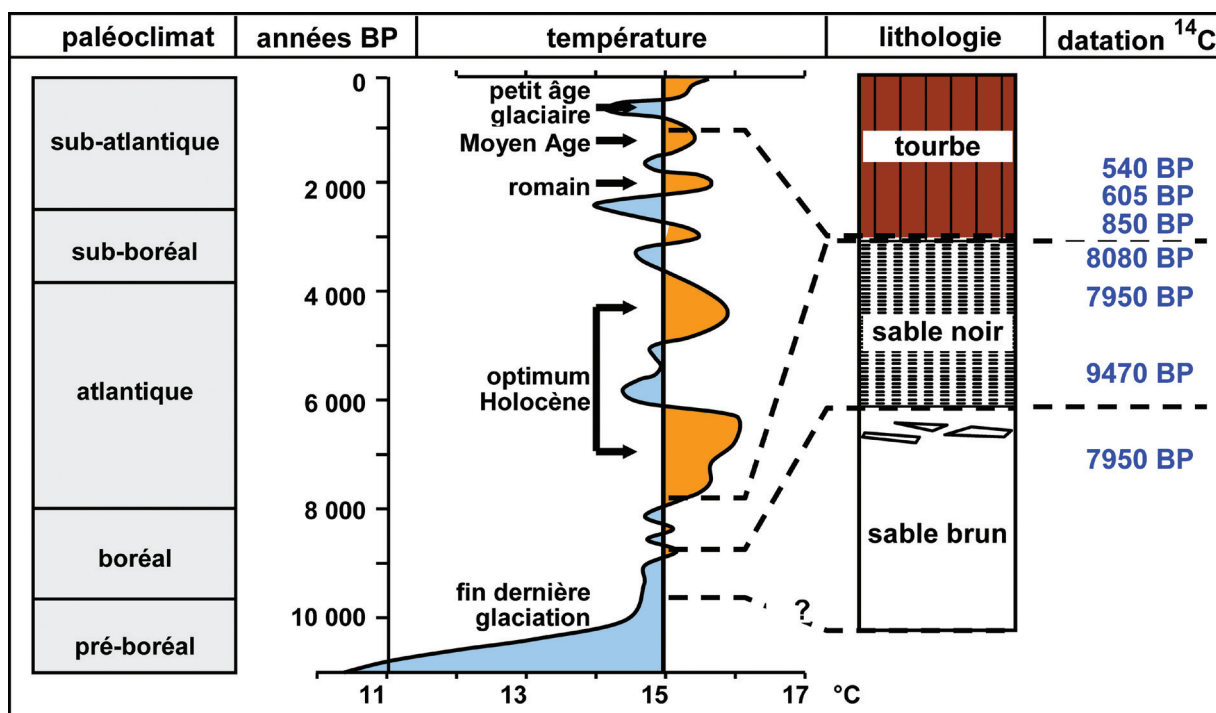 paléoclimat
années BP
température
lithologie
datation ¹⁴C
sub-atlantique
sub-boréal
atlantique
boréal
pré-boréal
0
2 000
4 000
6 000
8 000
10 000
petit âge
glaciaire
Moyen Age
romain
optimum
Holocène
fin dernière
glaciation
11
13
15
17
°C
?
tourbe
sable noir
sable brun
540 BP
605 BP
850 BP
8080 BP
7950 BP
9470 BP
7950 BP